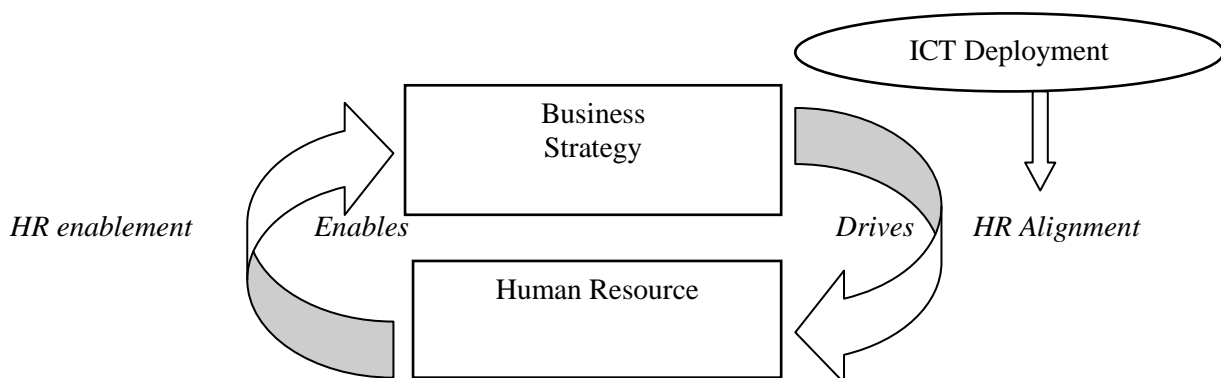 ICT Deployment
Business
Strategy
HR enablement
Enables
Drives
HR Alignment
Human Resource